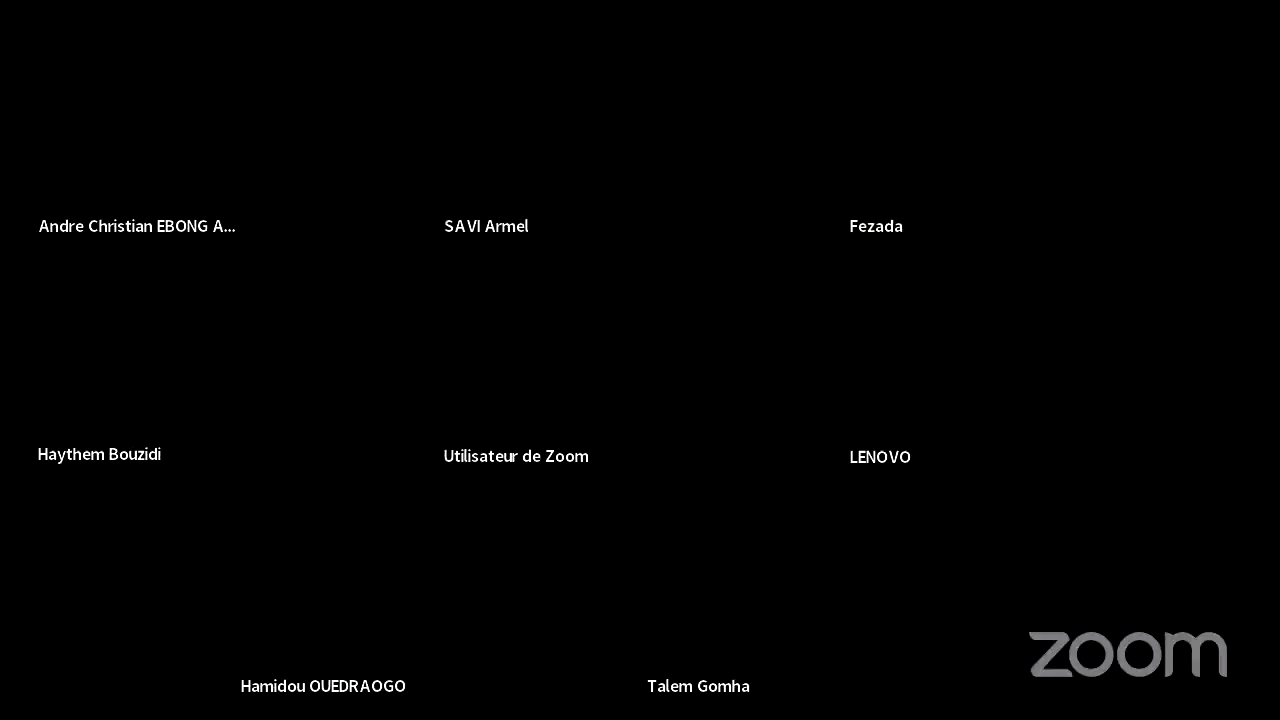 Andre Christian EBONG A...
SAVI Armel
Fezada
Haythem Bouzidi
Utilisateur de Zoom
LENOVO
Hamidou OUEDRAOGO
Talem Gomha
zoom